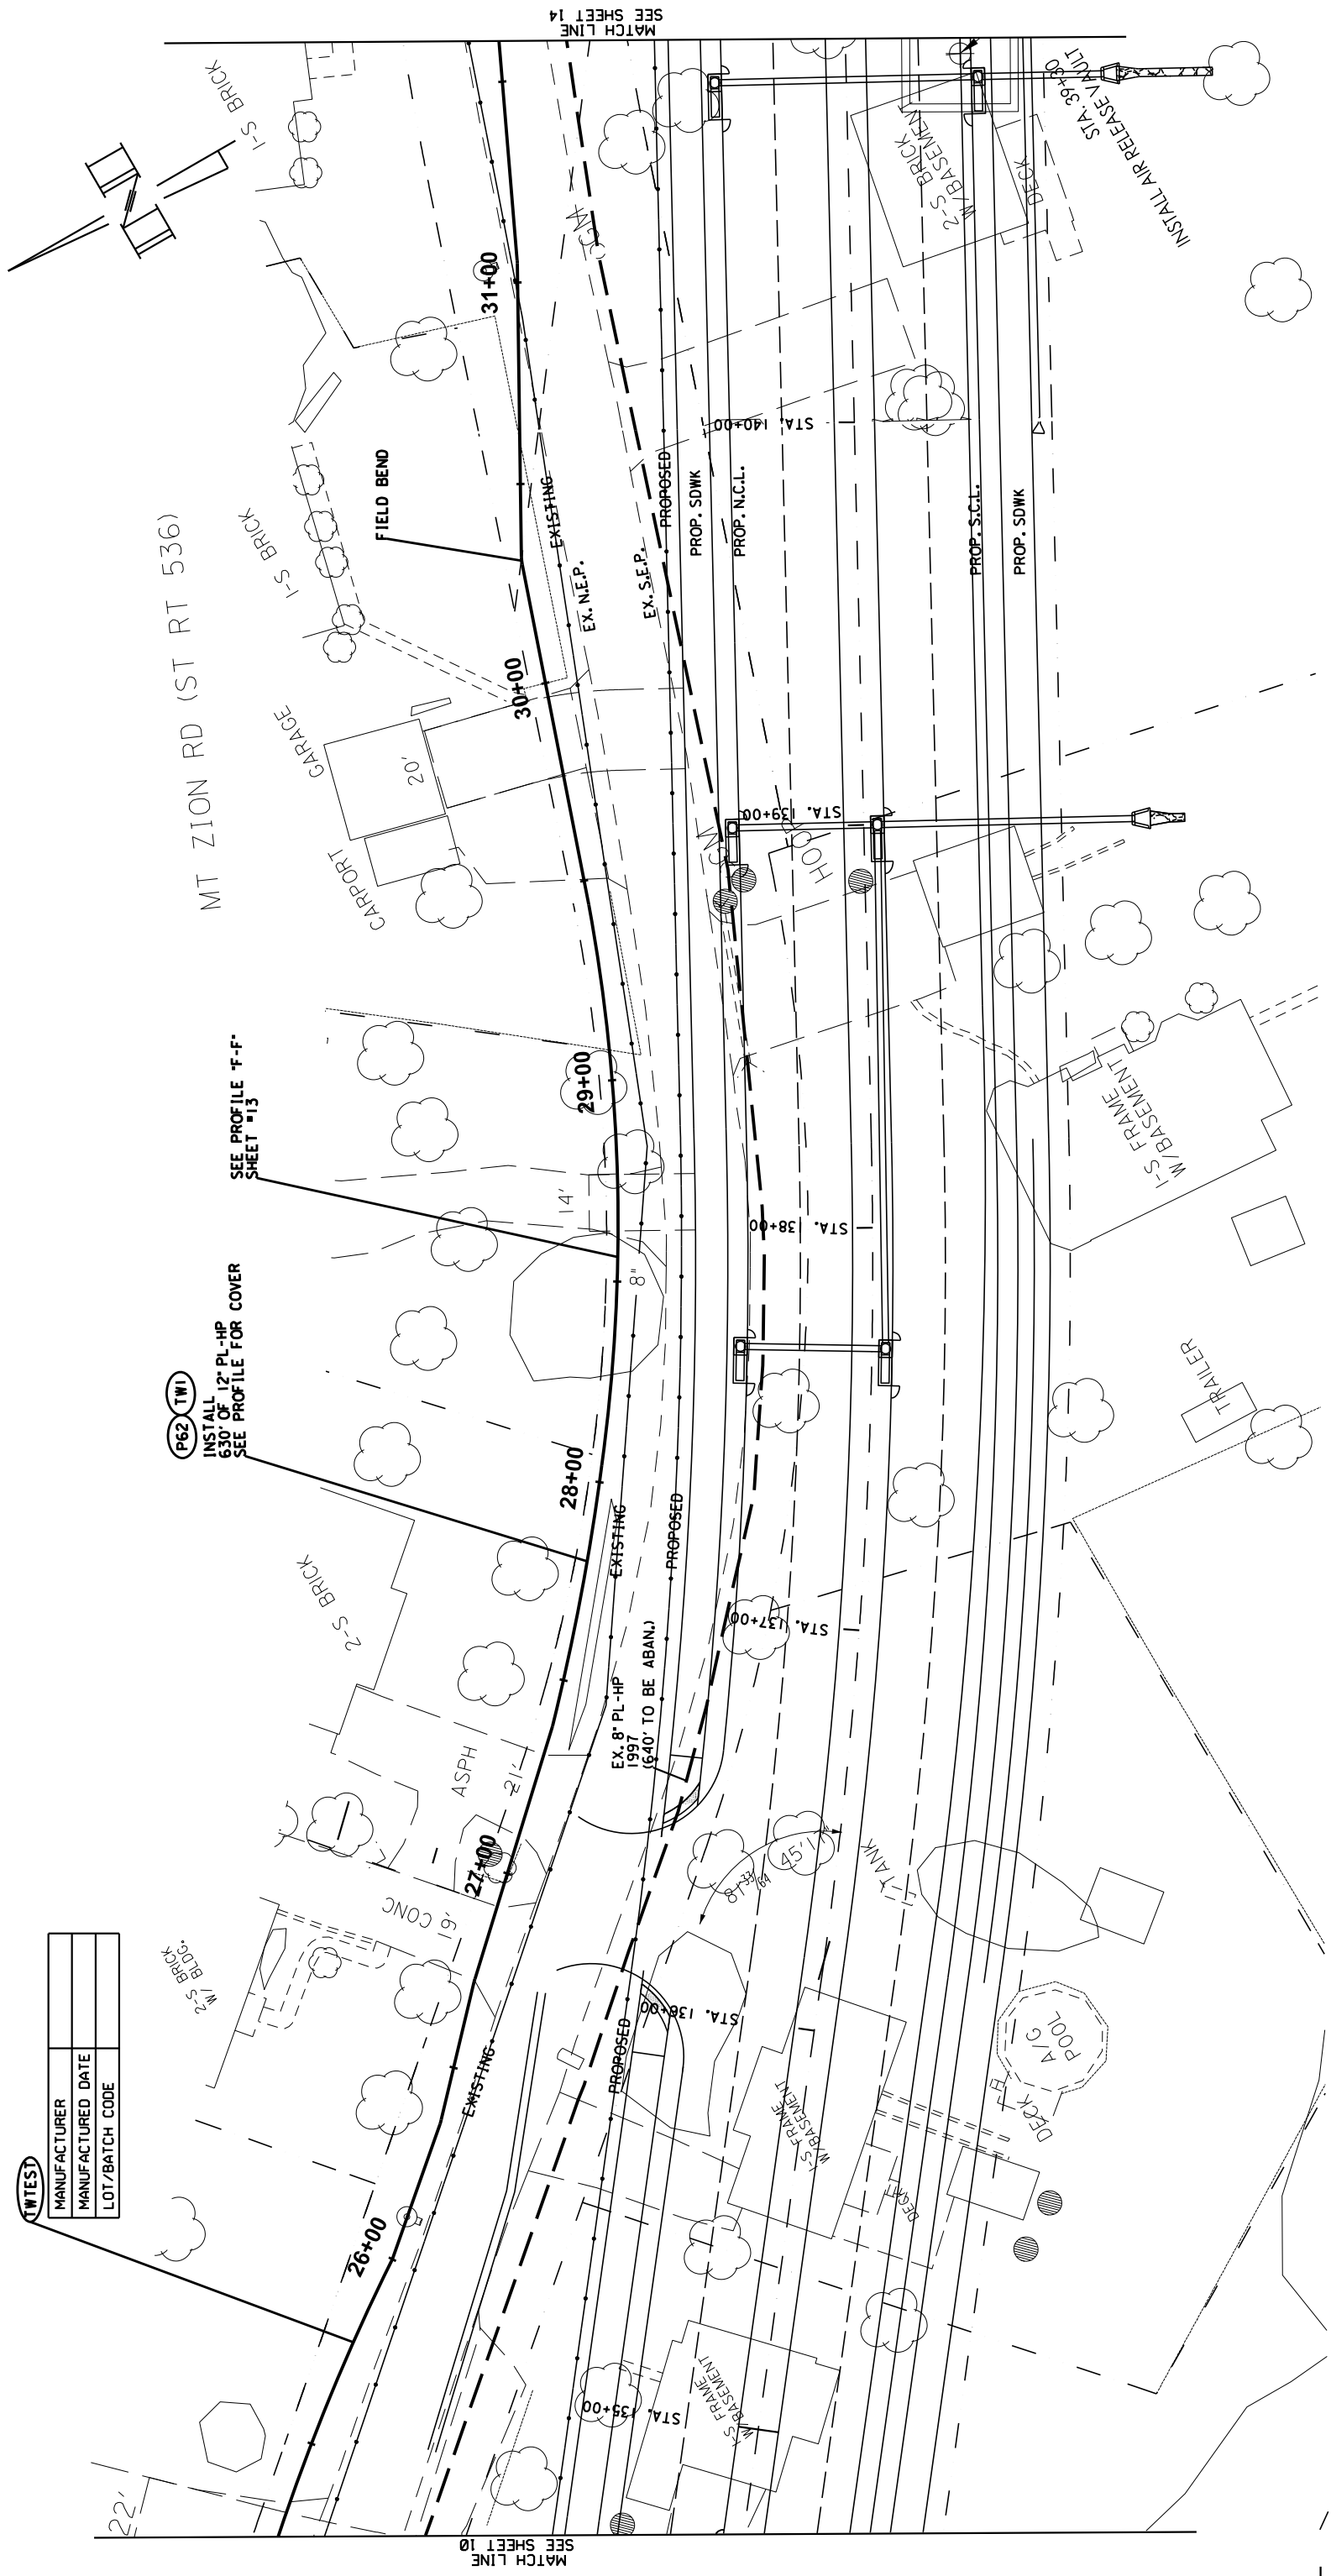 MATCH LINE
SEE SHEET 14
1-S BRICK
STA. 39+30
INSTALL AIR RELEASE VAULT
2-S BRICK
W/BASEMEN
DECK
31+00
FIELD BEND
1-S BRICK
MT ZION RD (ST RT 536)
EXISTING
EX. N.E.P.
EX. S.E.P.
PROPOSED
PROP. SDWK
PROP. N.C.L.
STA. 140+00
PROP. S.C.L.
PROP. SDWK
30+00
GARAGE
20'
CARPORT
STA. 139+00
SEE PROFILE "F-F"
SHEET #13
29+00
14'
8"
STA. 138+00
1-S FRAME
W/BASEMENT
P62
TW1
INSTALL
630' OF 12" PL-HP
SEE PROFILE FOR COVER
28+00
EXISTING
PROPOSED
TRAILER
2-S BRICK
STA. 137+00
EX. 8" PL-HP
1997
(640' TO BE ABAN.)
ASPH
21'
27+00
CONC
19'
TANK
2-S BRICK
W/ BLDG.
STA. 136+00
PROPOSED
EXISTING
A/G
POOL
DECK
1-S FRAME
W/BASEMENT
DECK
TWTEST
MANUFACTURER
MANUFACTURED DATE
LOT/BATCH CODE
26+00
1-S FRAME
W/BASEMENT
STA. 135+00
22'
MATCH LINE
SEE SHEET 10